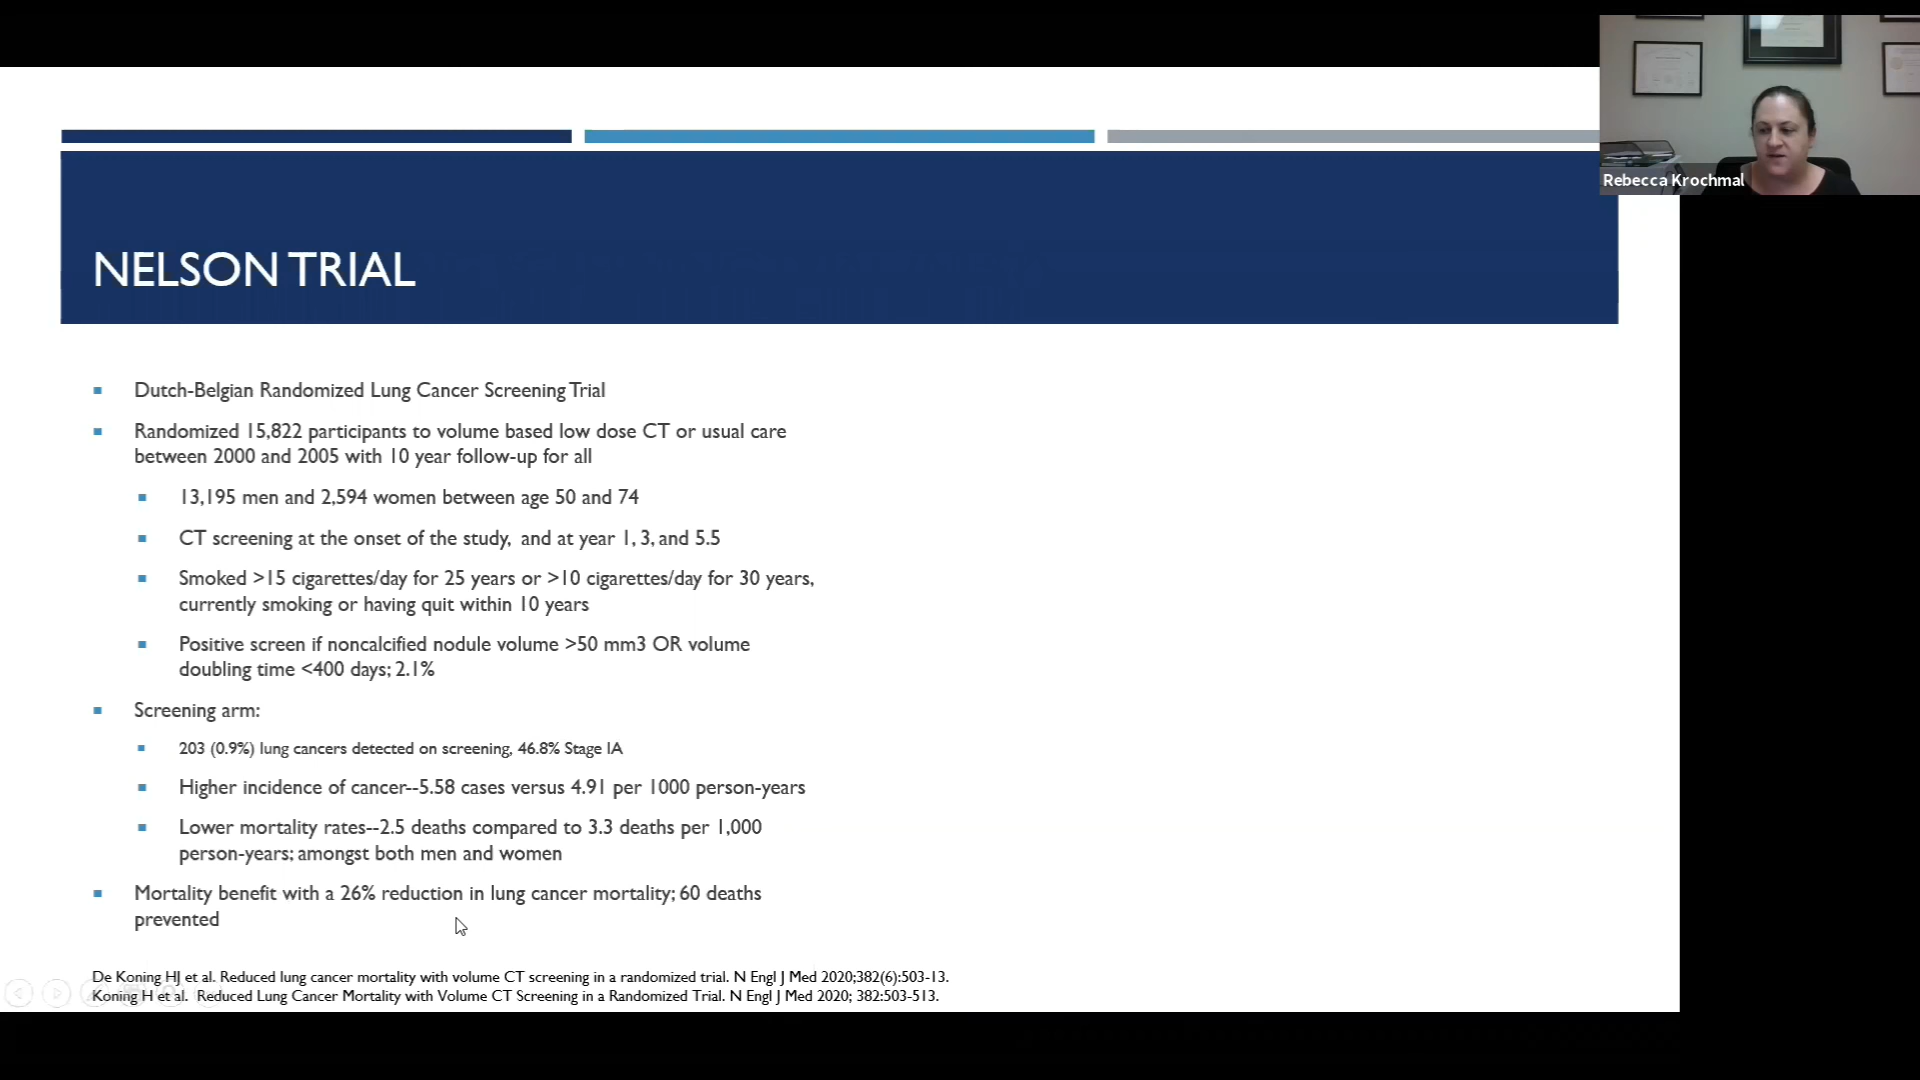 Rebecca Krochmal
NELSON TRIAL
Dutch-Belgian Randomized Lung Cancer Screening Trial
Randomized 15,822 participants to volume based low dose CT or usual care
between 2000 and 2005 with 10 year follow-up for all
13,195 men and 2,594 women between age 50 and 74
CT screening at the onset of the study, and at year 1, 3, and 5.5
Smoked >15 cigarettes/day for 25 years or >10 cigarettes/day for 30 years,
currently smoking or having quit within 10 years
Positive screen if noncalcified nodule volume >50 mm3 OR volume
doubling time <400 days; 2.1%
Screening arm:
203 (0.9%) lung cancers detected on screening, 46.8% Stage IA
Higher incidence of cancer--5.58 cases versus 4.91 per 1000 person-years
Lower mortality rates--2.5 deaths compared to 3.3 deaths per 1,000
person-years; amongst both men and women
Mortality benefit with a 26% reduction in lung cancer mortality; 60 deaths
prevented
De Koning HJ et al. Reduced lung cancer mortality with volume CT screening in a randomized trial. N Engl J Med 2020;382(6):503-13.
Koning H et al. Reduced Lung Cancer Mortality with Volume CT Screening in a Randomized Trial. N Engl J Med 2020; 382:503-513.